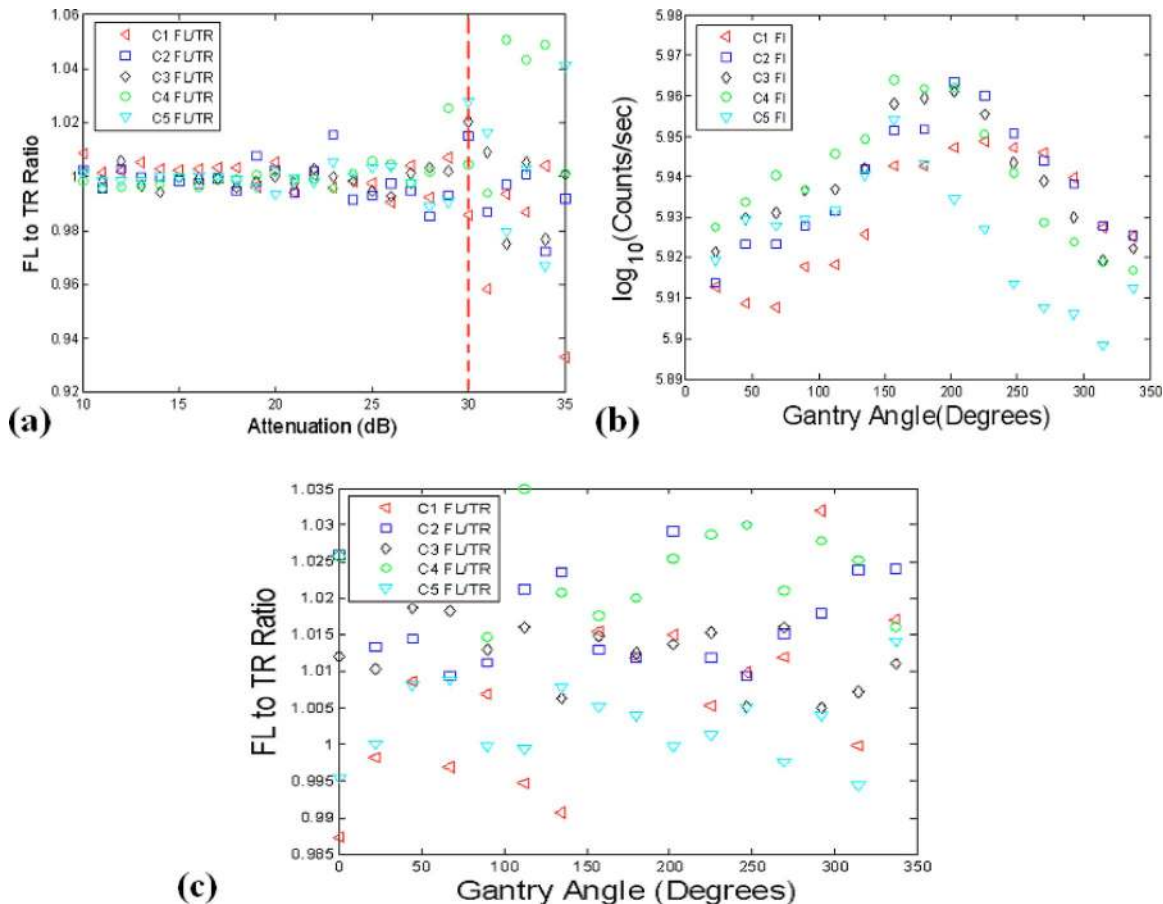 1.06
1.04
1.02
1
0.98
0.96
0.94
0.92
FL to TR Ratio
C1 FL/TR
C2 FL/TR
C3 FL/TR
C4 FL/TR
C5 FL/TR
10 15 20 25 30 35
Attenuation (dB)
(a)
5.98
5.97
5.96
5.95
5.94
5.93
5.92
5.91
5.9
5.89
log10(Counts/sec)
C1 Fl
C2 Fl
C3 Fl
C4 Fl
C5 Fl
0 50 100 150 200 250 300 350
Gantry Angle(Degrees)
(b)
1.035
1.03
1.025
1.02
1.015
1.01
1.005
1
0.995
0.99
0.985
FL to TR Ratio
C1 FL/TR
C2 FL/TR
C3 FL/TR
C4 FL/TR
C5 FL/TR
0 50 100 150 200 250 300 350
Gantry Angle (Degrees)
(c)